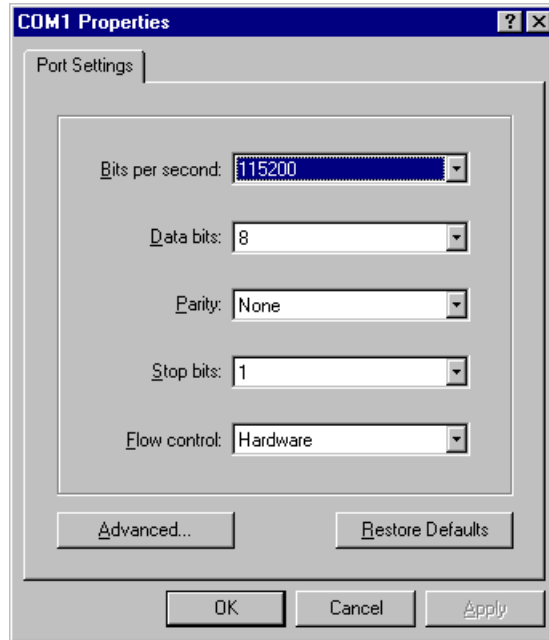 COM1 Properties
Port Settings
Bits per second: 115200
Data bits: 8
Parity: None
Stop bits: 1
Flow control: Hardware
Advanced... Restore Defaults
OK Cancel Apply